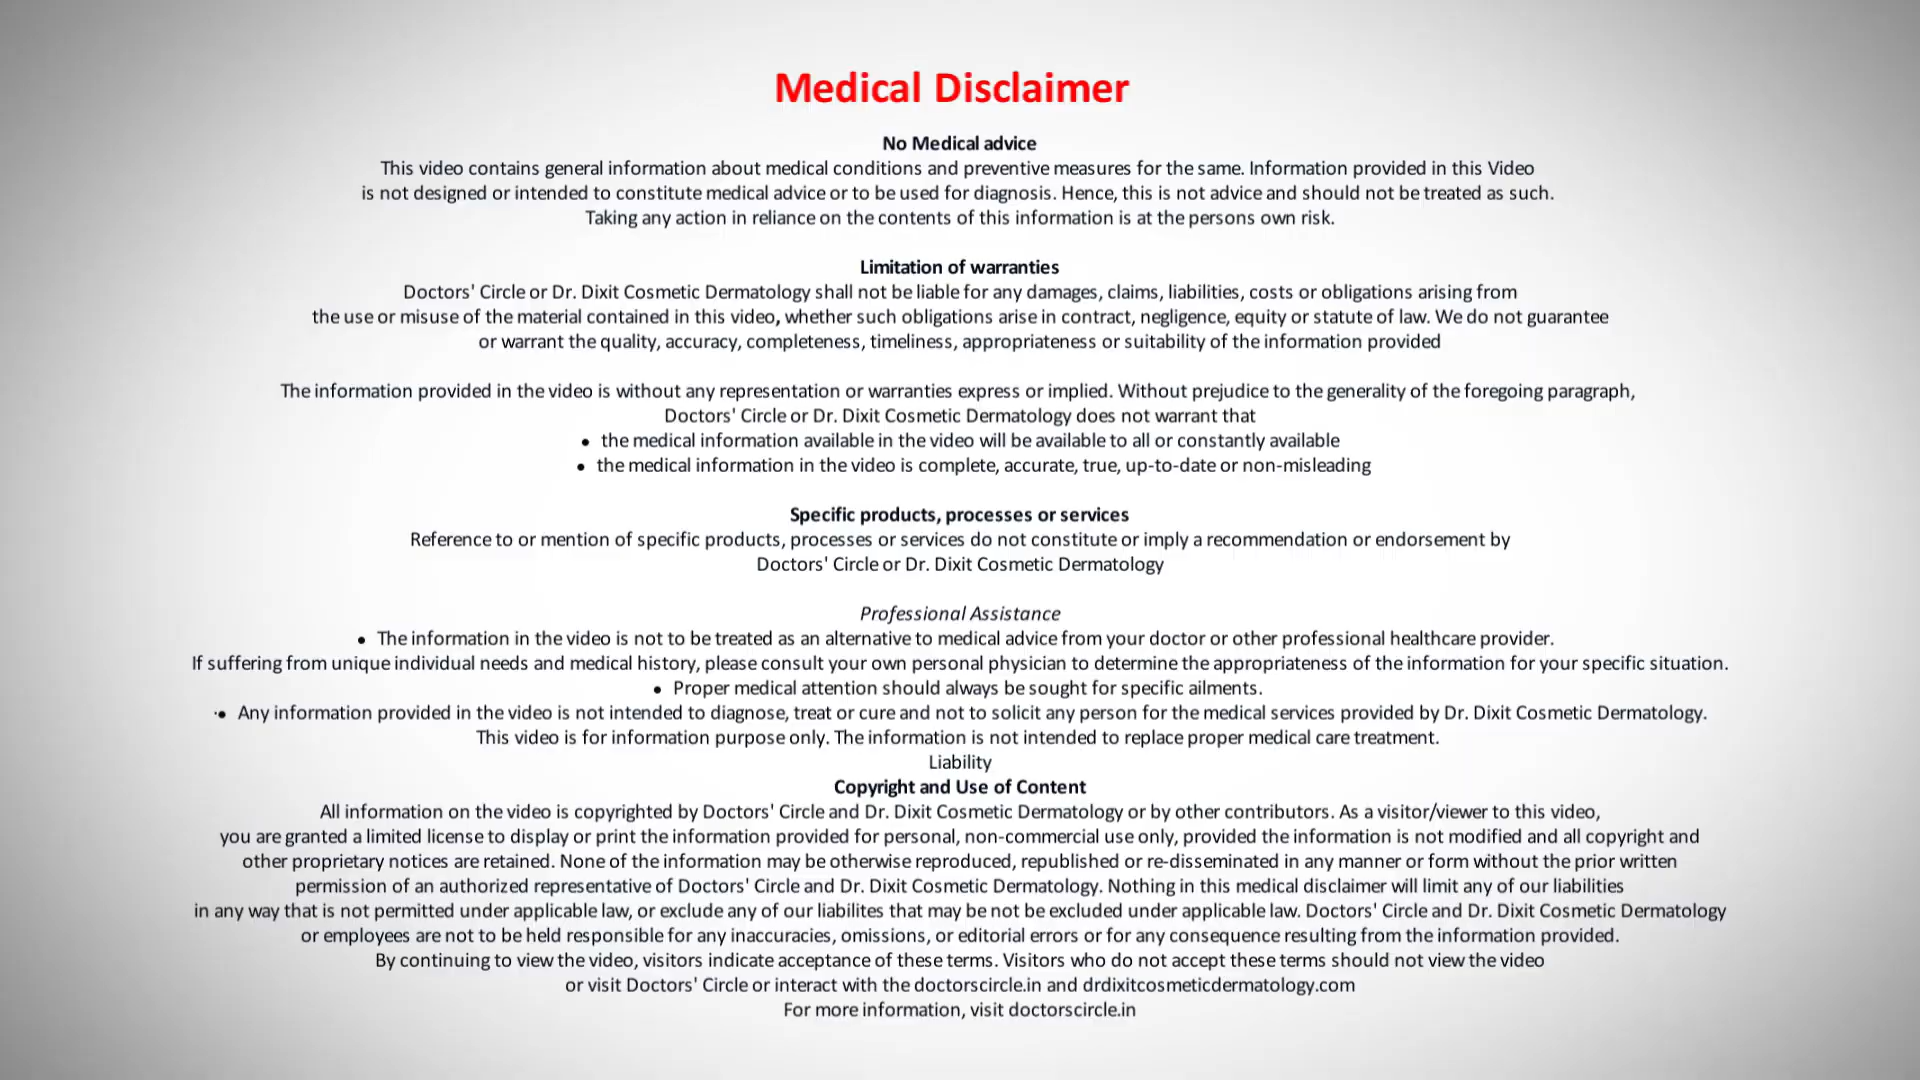 Medical Disclaimer
No Medical advice
This video contains general information about medical conditions and preventive measures for the same. Information provided in this Video
is not designed or intended to constitute medical advice or to be used for diagnosis. Hence, this is not advice and should not be treated as such.
Taking any action in reliance on the contents of this information is at the persons own risk.
Limitation of warranties
Doctors' Circle or Dr. Dixit Cosmetic Dermatology shall not be liable for any damages, claims, liabilities, costs or obligations arising from
the use or misuse of the material contained in this video, whether such obligations arise in contract, negligence, equity or statute of law. We do not guarantee
or warrant the quality, accuracy, completeness, timeliness, appropriateness or suitability of the information provided
The information provided in the video is without any representation or warranties express or implied. Without prejudice to the generality of the foregoing paragraph,
Doctors' Circle or Dr. Dixit Cosmetic Dermatology does not warrant that
• the medical information available in the video will be available to all or constantly available
• the medical information in the video is complete, accurate, true, up-to-date or non-misleading
Specific products, processes or services
Reference to or mention of specific products, processes or services do not constitute or imply a recommendation or endorsement by
Doctors' Circle or Dr. Dixit Cosmetic Dermatology
Professional Assistance
• The information in the video is not to be treated as an alternative to medical advice from your doctor or other professional healthcare provider.
If suffering from unique individual needs and medical history, please consult your own personal physician to determine the appropriateness of the information for your specific situation.
• Proper medical attention should always be sought for specific ailments.
·• Any information provided in the video is not intended to diagnose, treat or cure and not to solicit any person for the medical services provided by Dr. Dixit Cosmetic Dermatology.
This video is for information purpose only. The information is not intended to replace proper medical care treatment.
Liability
Copyright and Use of Content
All information on the video is copyrighted by Doctors' Circle and Dr. Dixit Cosmetic Dermatology or by other contributors. As a visitor/viewer to this video,
you are granted a limited license to display or print the information provided for personal, non-commercial use only, provided the information is not modified and all copyright and
other proprietary notices are retained. None of the information may be otherwise reproduced, republished or re-disseminated in any manner or form without the prior written
permission of an authorized representative of Doctors' Circle and Dr. Dixit Cosmetic Dermatology. Nothing in this medical disclaimer will limit any of our liabilities
in any way that is not permitted under applicable law, or exclude any of our liabilites that may be not be excluded under applicable law. Doctors' Circle and Dr. Dixit Cosmetic Dermatology
or employees are not to be held responsible for any inaccuracies, omissions, or editorial errors or for any consequence resulting from the information provided.
By continuing to view the video, visitors indicate acceptance of these terms. Visitors who do not accept these terms should not view the video
or visit Doctors' Circle or interact with the doctorscircle.in and drdixitcosmeticdermatology.com
For more information, visit doctorscircle.in